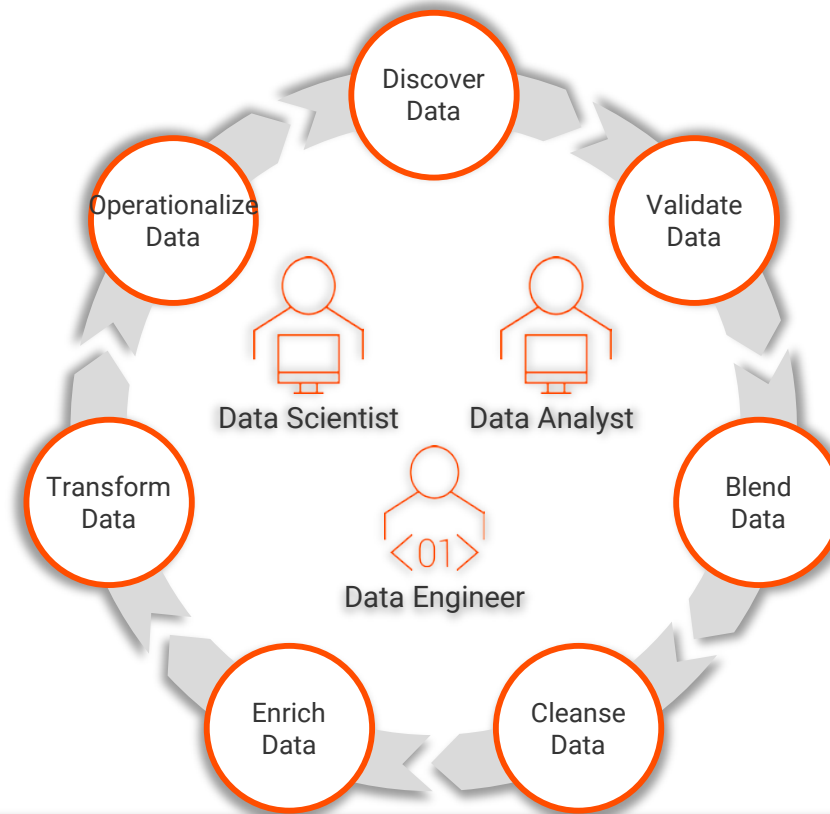 Discover
Data
Operationalize
Data
Validate
Data
Data Scientist
Data Analyst
Transform
Data
Blend
Data
<01>
Data Engineer
Enrich
Data
Cleanse
Data